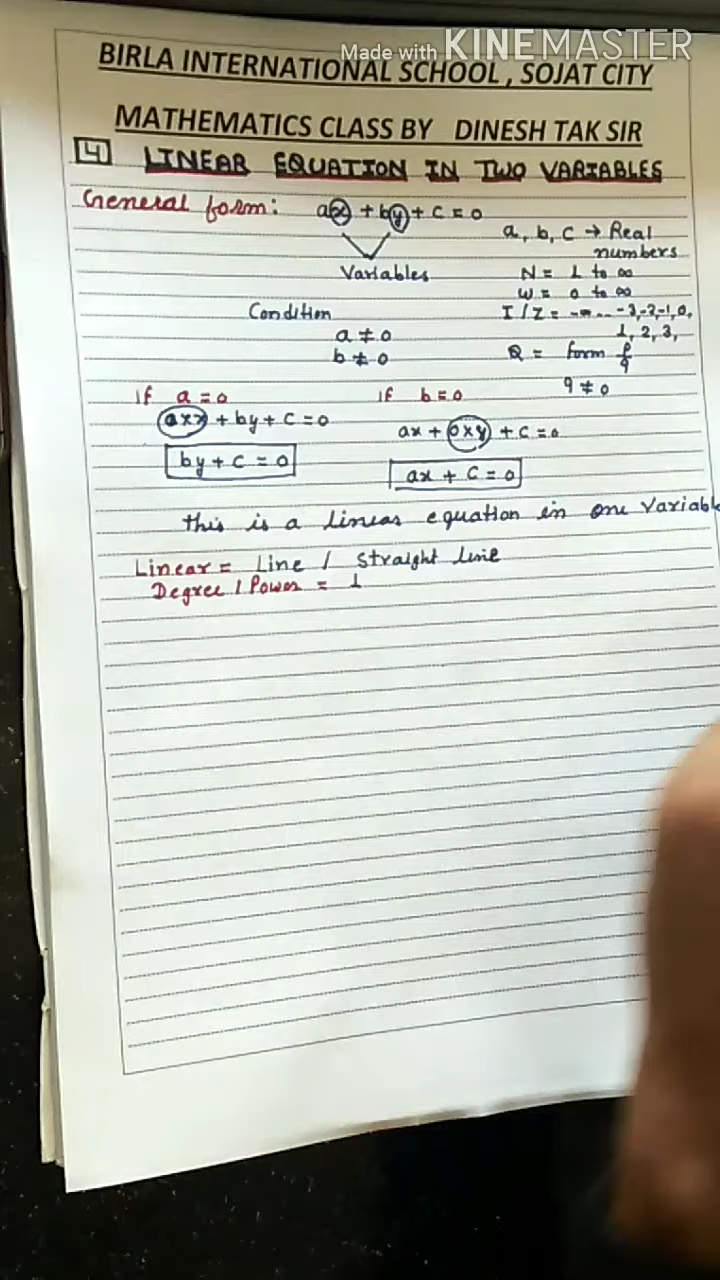 Made with KINEMASTER
BIRLA INTERNATIONAL SCHOOL , SOJAT CITY
MATHEMATICS CLASS BY DINESH TAK SIR
4 LINEAR EQUATION IN TWO VARIABLES
General form: ax + by + c = 0
a, b, c → Real numbers
Variables
N = 1 to ∞
W = 0 to ∞
Condition
I / Z = -∞ ... -3,-2,-1, 0,
1, 2, 3,
a ≠ 0
b ≠ 0
Q = form p/q
q ≠ 0
if a = 0
if b = 0
axx + by + c = 0
ax + 0xy + c = 0
by + c = 0
ax + c = 0
this is a linear equation in one variable
Linear = Line / Straight line
Degree / Power = 1